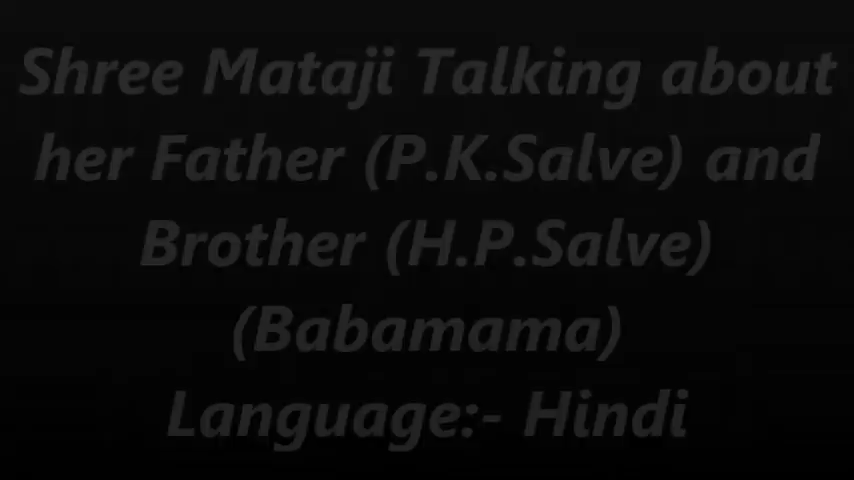 Shree Mataji Talking about
her Father (P.K.Salve) and
Brother (H.P.Salve)
(Babamama)
Language:- Hindi